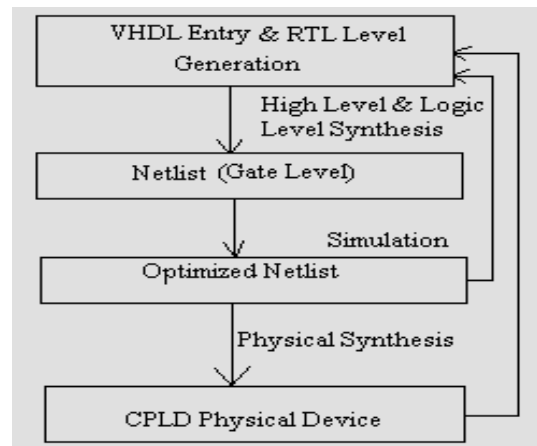 VHDL Entry & RTL Level
Generation
High Level & Logic
Level Synthesis
Netlist (Gate Level)
Simulation
Optimized Netlist
Physical Synthesis
CPLD Physical Device